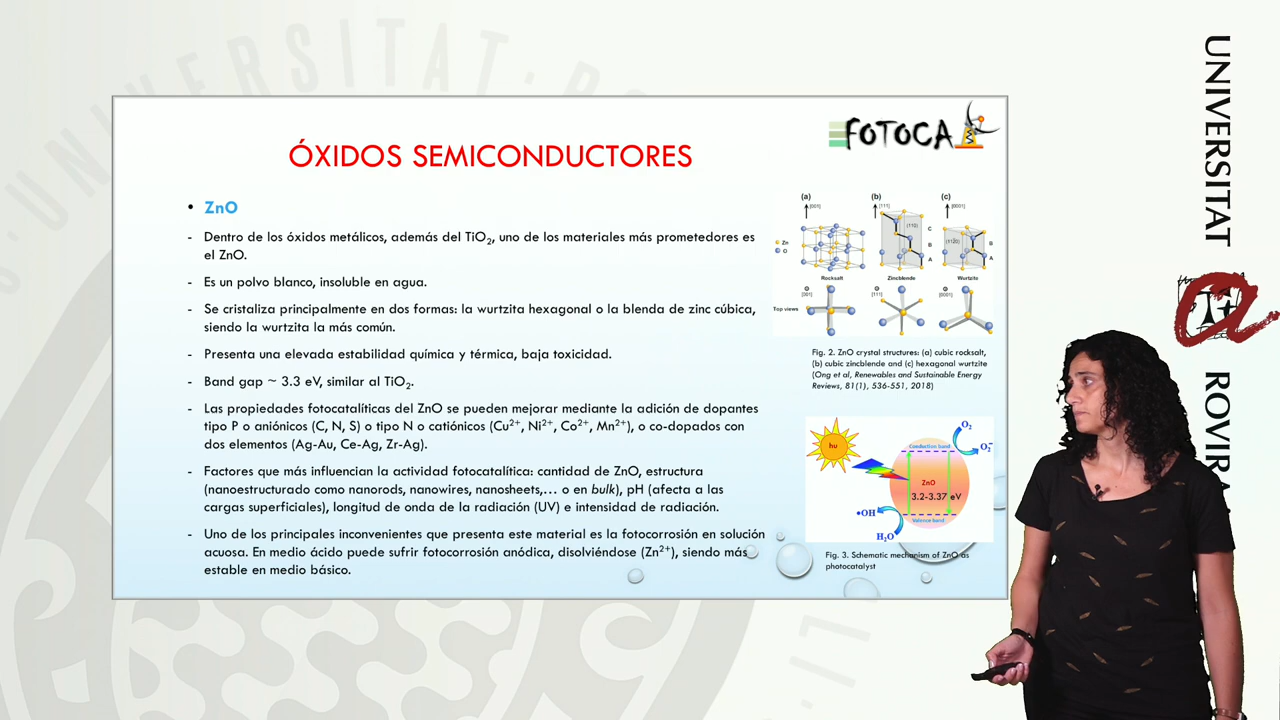 ÓXIDOS SEMICONDUCTORES
FOTOCA
• ZnO
- Dentro de los óxidos metálicos, además del TiO₂, uno de los materiales más prometedores es
el ZnO.
- Es un polvo blanco, insoluble en agua.
- Se cristaliza principalmente en dos formas: la wurtzita hexagonal o la blenda de zinc cúbica,
siendo la wurtzita la más común.
- Presenta una elevada estabilidad química y térmica, baja toxicidad.
- Band gap ~ 3.3 eV, similar al TiO₂.
- Las propiedades fotocatalíticas del ZnO se pueden mejorar mediante la adición de dopantes
tipo P o aniónicos (C, N, S) o tipo N o catiónicos (Cu²⁺, Ni²⁺, Co²⁺, Mn²⁺), o co-dopados con
dos elementos (Ag-Au, Ce-Ag, Zr-Ag).
- Factores que más influencian la actividad fotocatalítica: cantidad de ZnO, estructura
(nanoestructurado como nanorods, nanowires, nanosheets,… o en bulk), pH (afecta a las
cargas superficiales), longitud de onda de la radiación (UV) e intensidad de radiación.
- Uno de los principales inconvenientes que presenta este material es la fotocorrosión en solución
acuosa. En medio ácido puede sufrir fotocorrosión anódica, disolviéndose (Zn²⁺), siendo más
estable en medio básico.
(a) (b) (c)
[001] [111] [0001]
Zn
O
C
B
A
B
A
Rocksalt Zincblende Wurtzite
[001] [111] [0001]
Top views
Fig. 2. ZnO crystal structures: (a) cubic rocksalt,
(b) cubic zincblende and (c) hexagonal wurtzite
(Ong et al, Renewables and Sustainable Energy
Reviews, 81(1), 536-551, 2018)
hυ
Conduction band
O₂
O₂⁻
ZnO
3.2-3.37 eV
•OH
Valence band
H₂O
Fig. 3. Schematic mechanism of ZnO as
photocatalyst
UNIVERSITAT
ROVIRA